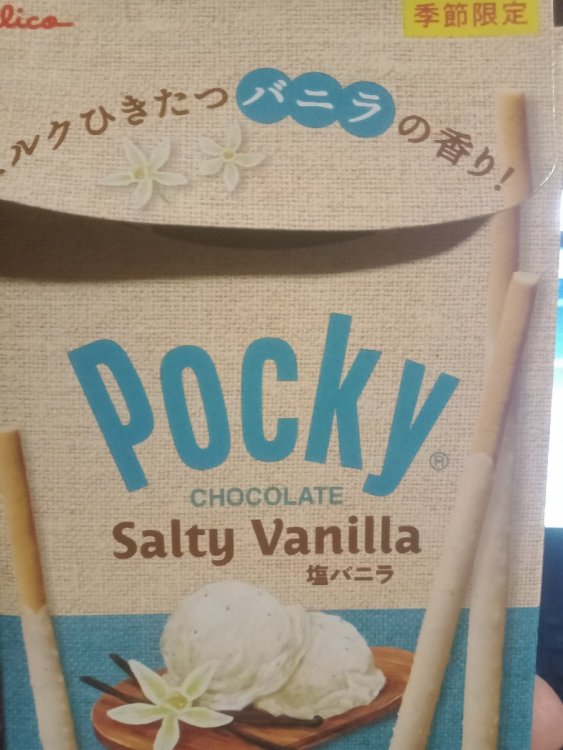 lico
季節限定
ルクひきたつバニラの香り!
Pocky®
CHOCOLATE
Salty Vanilla
塩バニラ